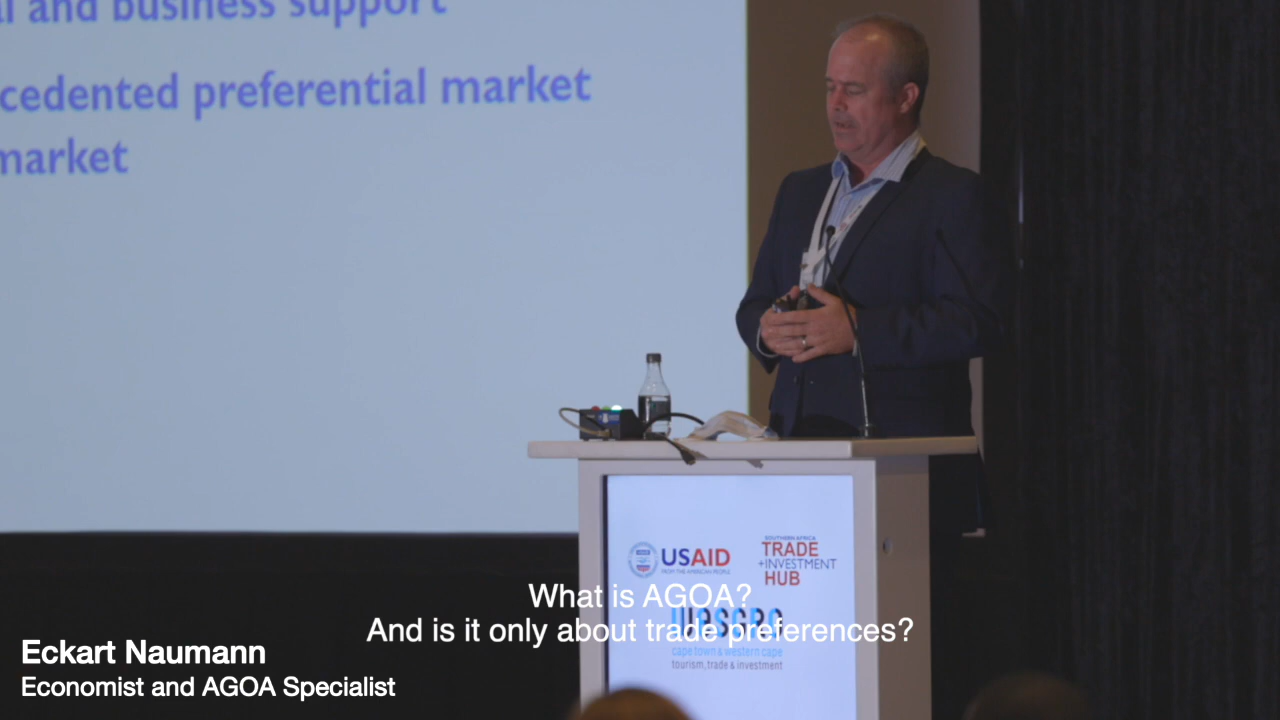 al and business support
cedented preferential market
market
USAID
FROM THE AMERICAN PEOPLE
SOUTHERN AFRICA
TRADE
+INVESTMENT
HUB
What is AGOA?
wesgro
And is it only about trade preferences?
cape town & western cape
tourism, trade & investment
Eckart Naumann
Economist and AGOA Specialist